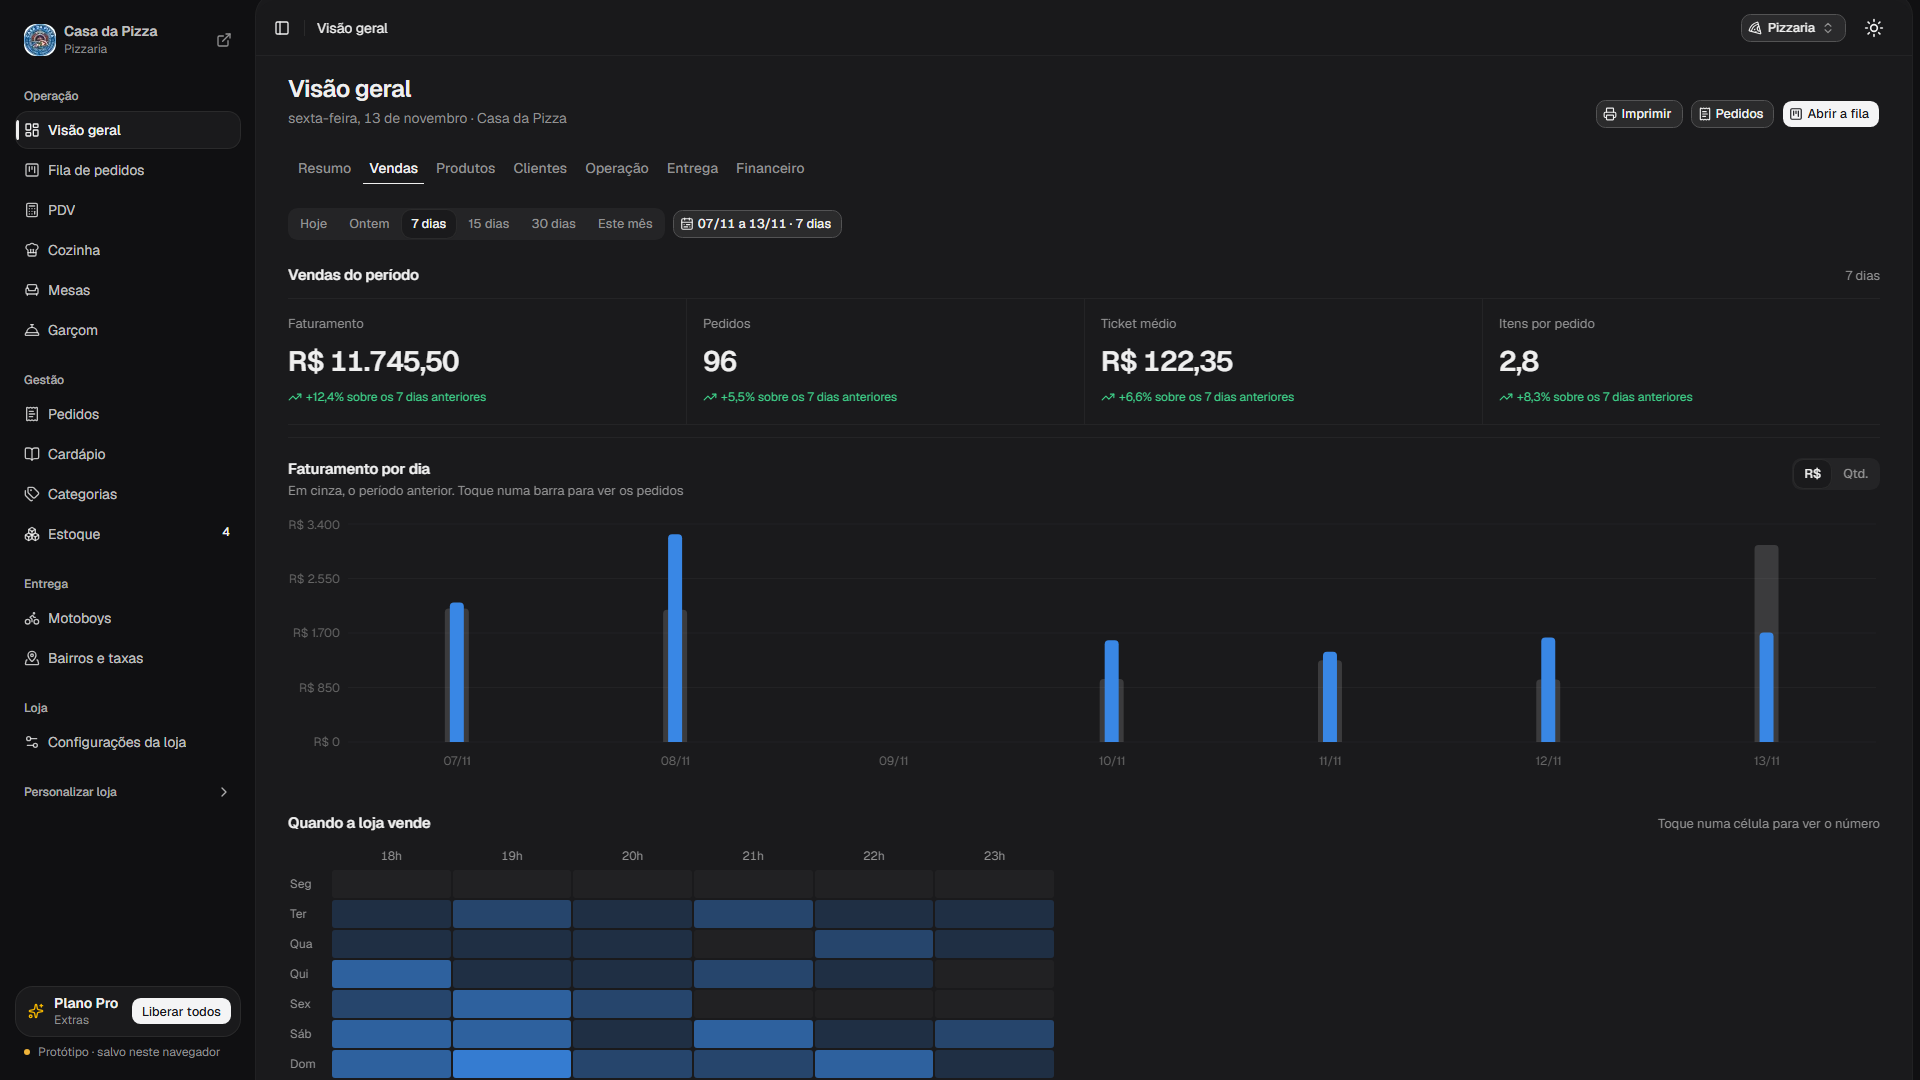 Casa da Pizza
Pizzaria
Operação
Visão geral
Fila de pedidos
PDV
Cozinha
Mesas
Garçom
Gestão
Pedidos
Cardápio
Categorias
Estoque 4
Entrega
Motoboys
Bairros e taxas
Loja
Configurações da loja
Personalizar loja
Plano Pro
Extras
Liberar todos
Protótipo · salvo neste navegador
Visão geral
Pizzaria
Visão geral
sexta-feira, 13 de novembro · Casa da Pizza
Imprimir Pedidos Abrir a fila
Resumo Vendas Produtos Clientes Operação Entrega Financeiro
Hoje Ontem 7 dias 15 dias 30 dias Este mês 07/11 a 13/11 · 7 dias
Vendas do período 7 dias
Faturamento Pedidos Ticket médio Itens por pedido
R$ 11.745,50 96 R$ 122,35 2,8
+12,4% sobre os 7 dias anteriores +5,5% sobre os 7 dias anteriores +6,6% sobre os 7 dias anteriores +8,3% sobre os 7 dias anteriores
Faturamento por dia
Em cinza, o período anterior. Toque numa barra para ver os pedidos
R$ Qtd.
R$ 3.400
R$ 2.550
R$ 1.700
R$ 850
R$ 0
07/11 08/11 09/11 10/11 11/11 12/11 13/11
Quando a loja vende Toque numa célula para ver o número
18h 19h 20h 21h 22h 23h
Seg
Ter
Qua
Qui
Sex
Sáb
Dom